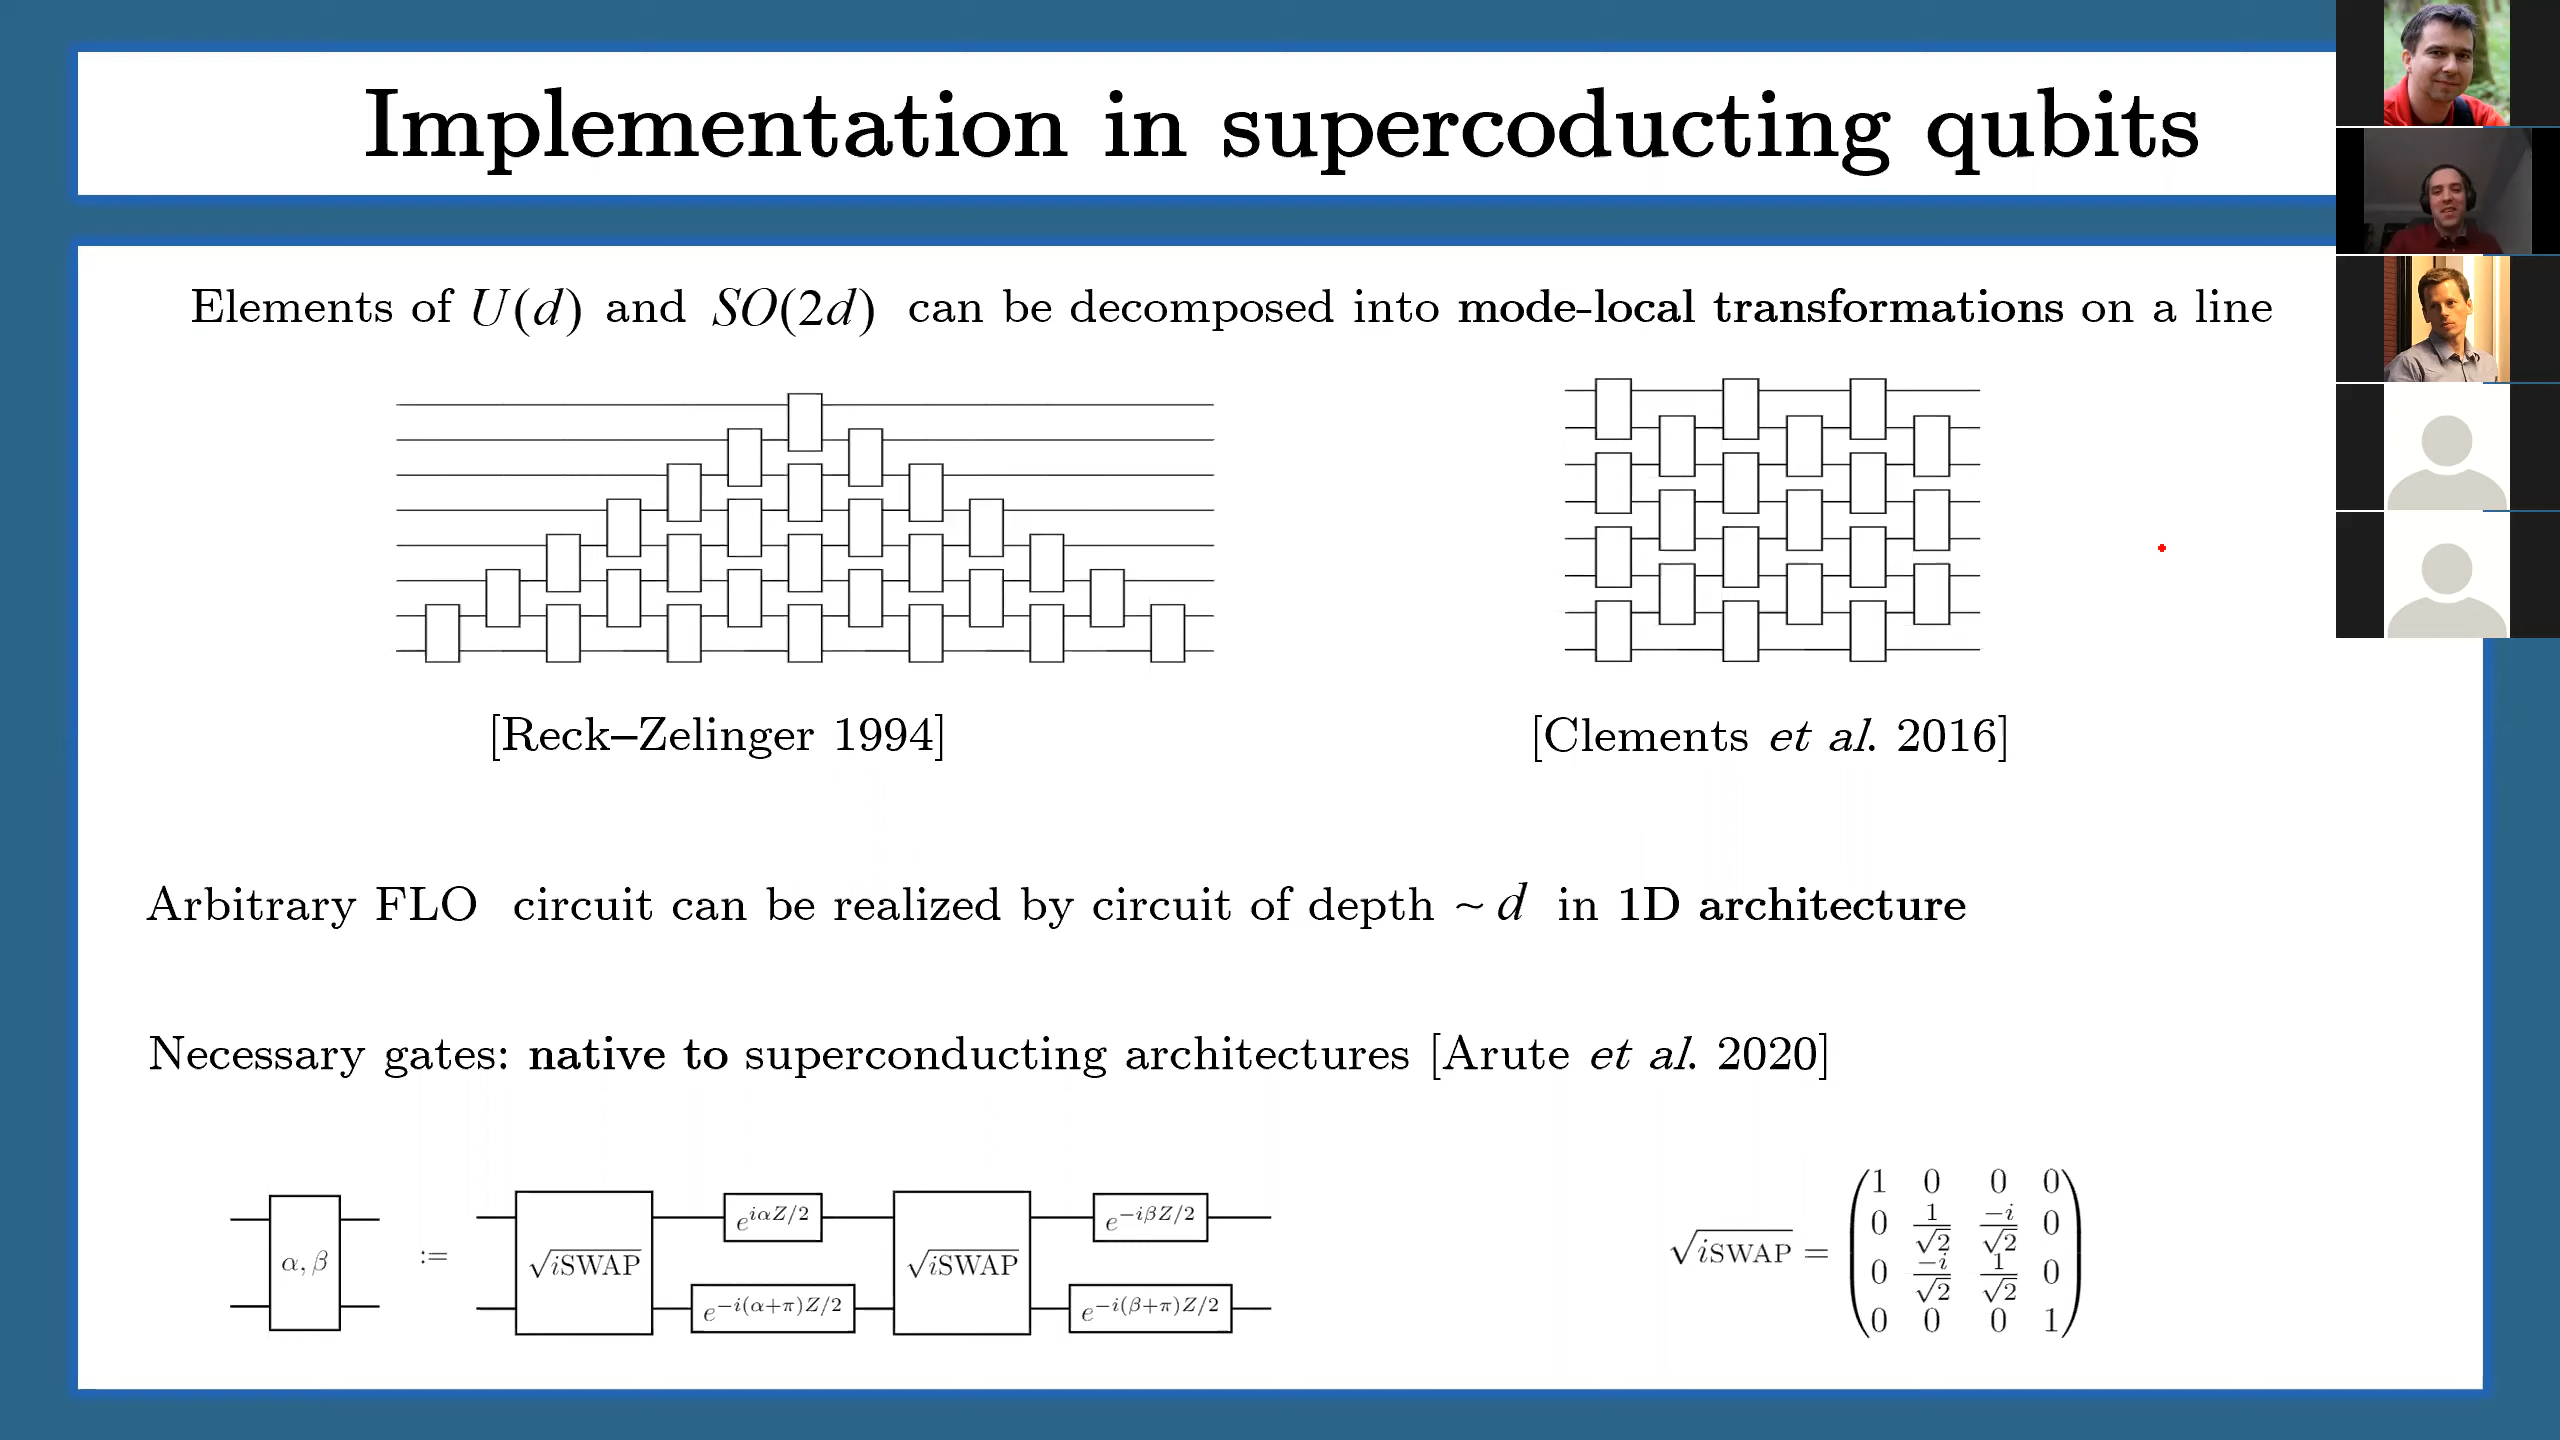 Implementation in supercoducting qubits
Elements of U(d) and SO(2d) can be decomposed into mode-local transformations on a line
[Reck–Zelinger 1994]
[Clements et al. 2016]
Arbitrary FLO circuit can be realized by circuit of depth ~ d in 1D architecture
Necessary gates: native to superconducting architectures [Arute et al. 2020]
α, β := √iSWAP e^{iαZ/2} √iSWAP e^{-iβZ/2}
e^{-i(α+π)Z/2} e^{-i(β+π)Z/2}
√iSWAP =
1 0 0 0
0 1/√2 -i/√2 0
0 -i/√2 1/√2 0
0 0 0 1